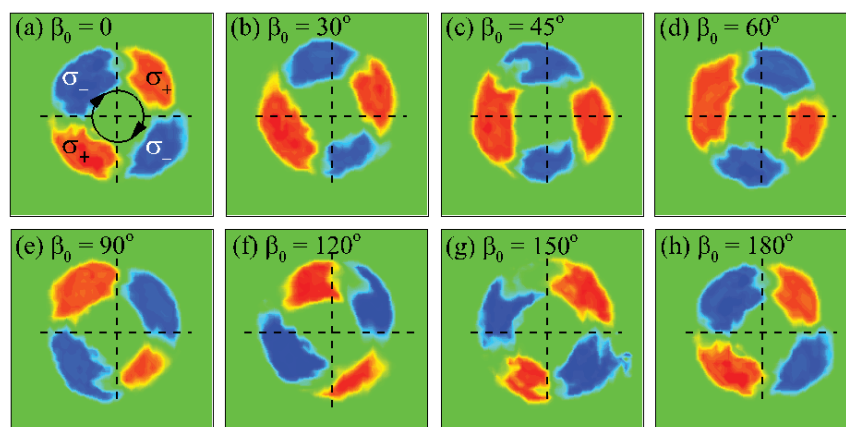 (a) β₀ = 0
(b) β₀ = 30°
(c) β₀ = 45°
(d) β₀ = 60°
σ₋
σ₊
σ₊
σ₋
(e) β₀ = 90°
(f) β₀ = 120°
(g) β₀ = 150°
(h) β₀ = 180°